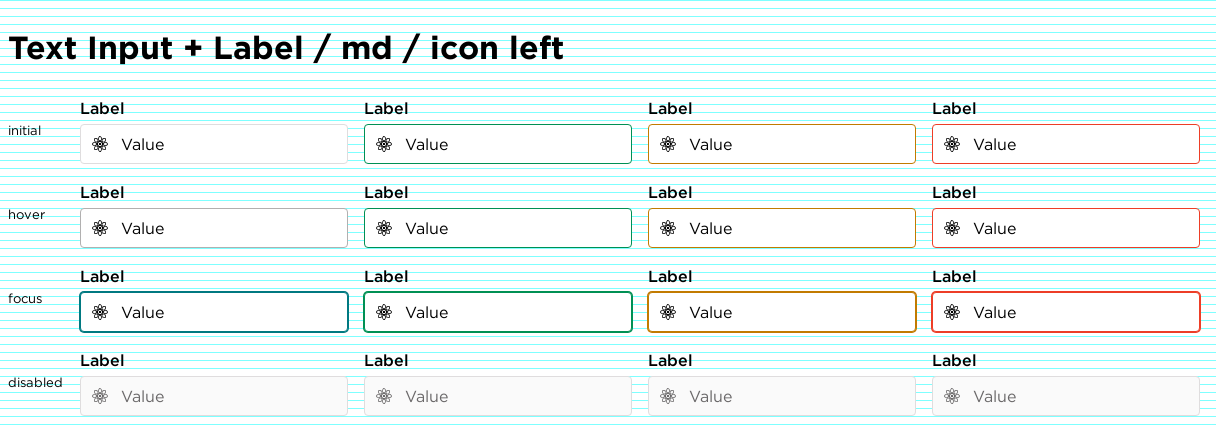 Text Input + Label / md / icon left
Label Label Label Label
initial Value Value Value Value
Label Label Label Label
hover Value Value Value Value
Label Label Label Label
focus Value Value Value Value
Label Label Label Label
disabled Value Value Value Value